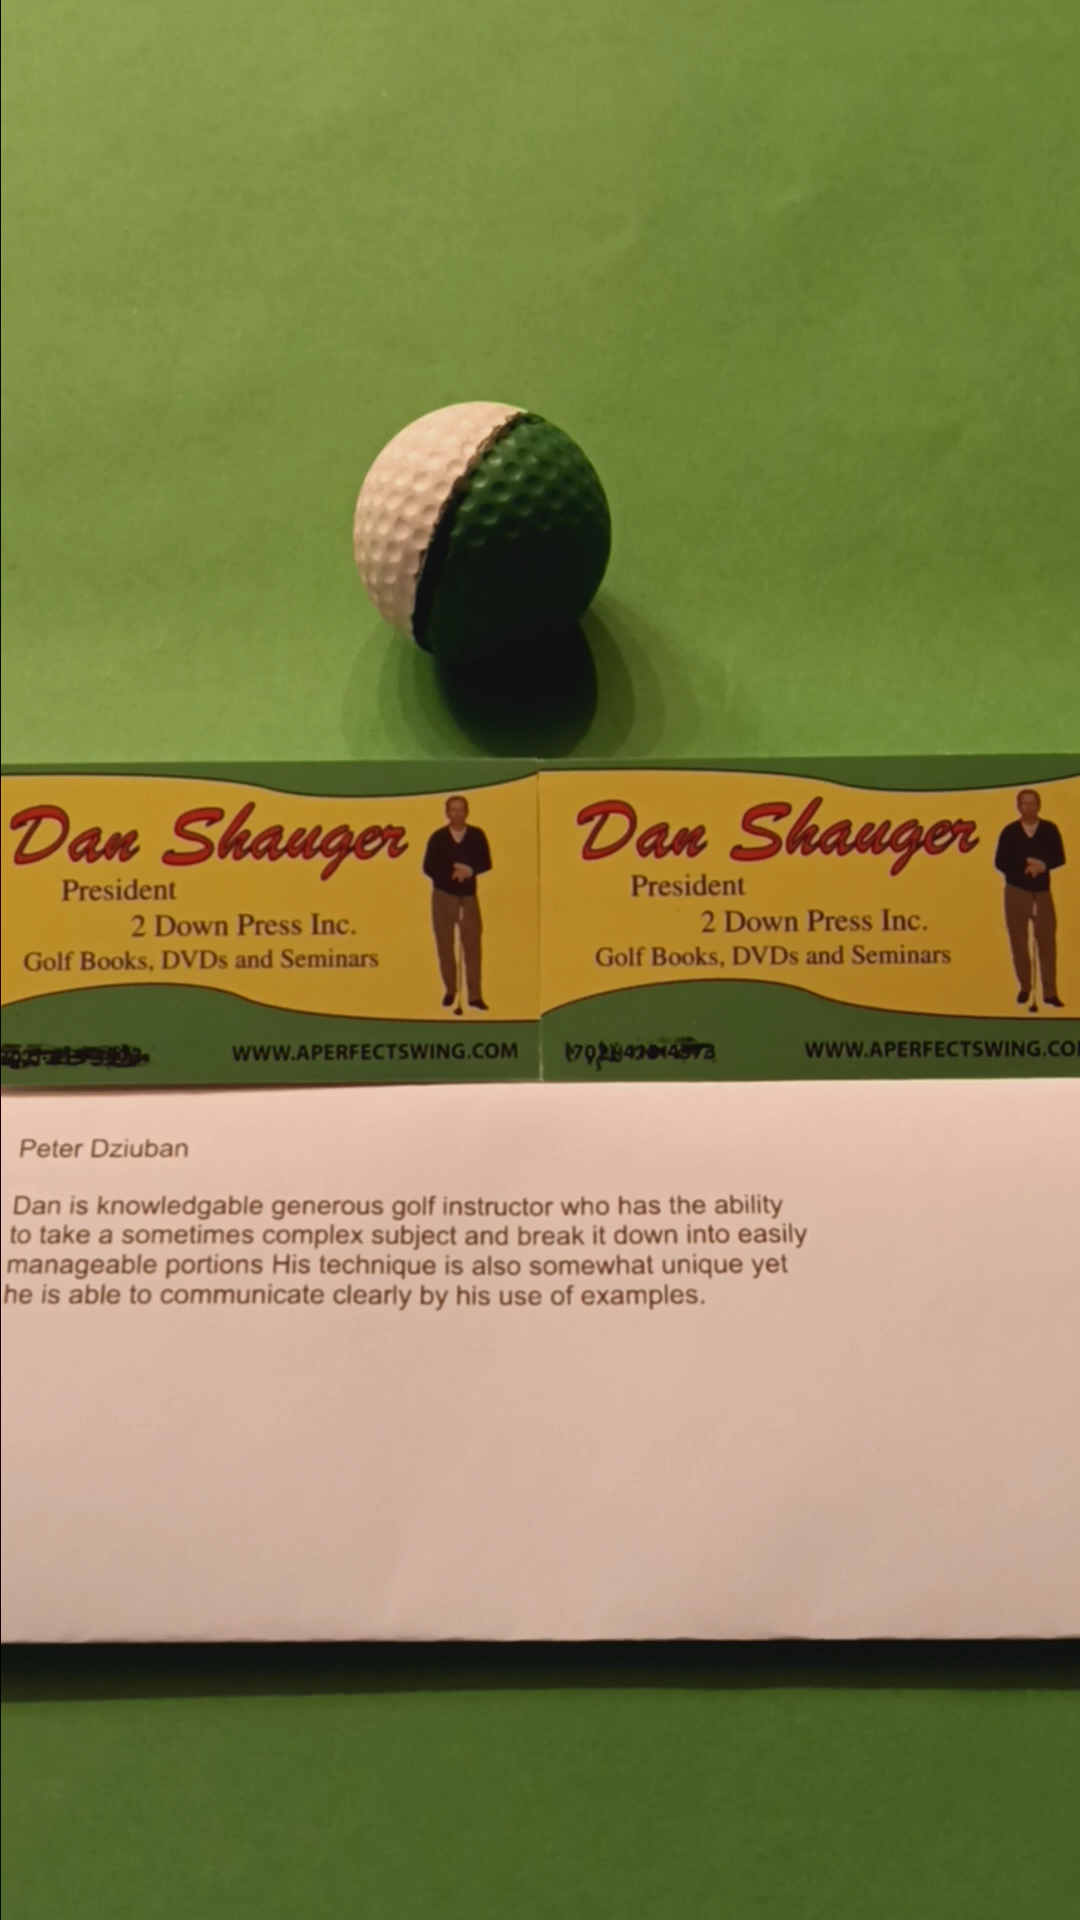 Dan Shauger
President
2 Down Press Inc.
Golf Books, DVDs and Seminars
WWW.APERFECTSWING.COM
Dan Shauger
President
2 Down Press Inc.
Golf Books, DVDs and Seminars
WWW.APERFECTSWING.CO
Peter Dziuban
Dan is knowledgable generous golf instructor who has the ability
to take a sometimes complex subject and break it down into easily
manageable portions His technique is also somewhat unique yet
he is able to communicate clearly by his use of examples.